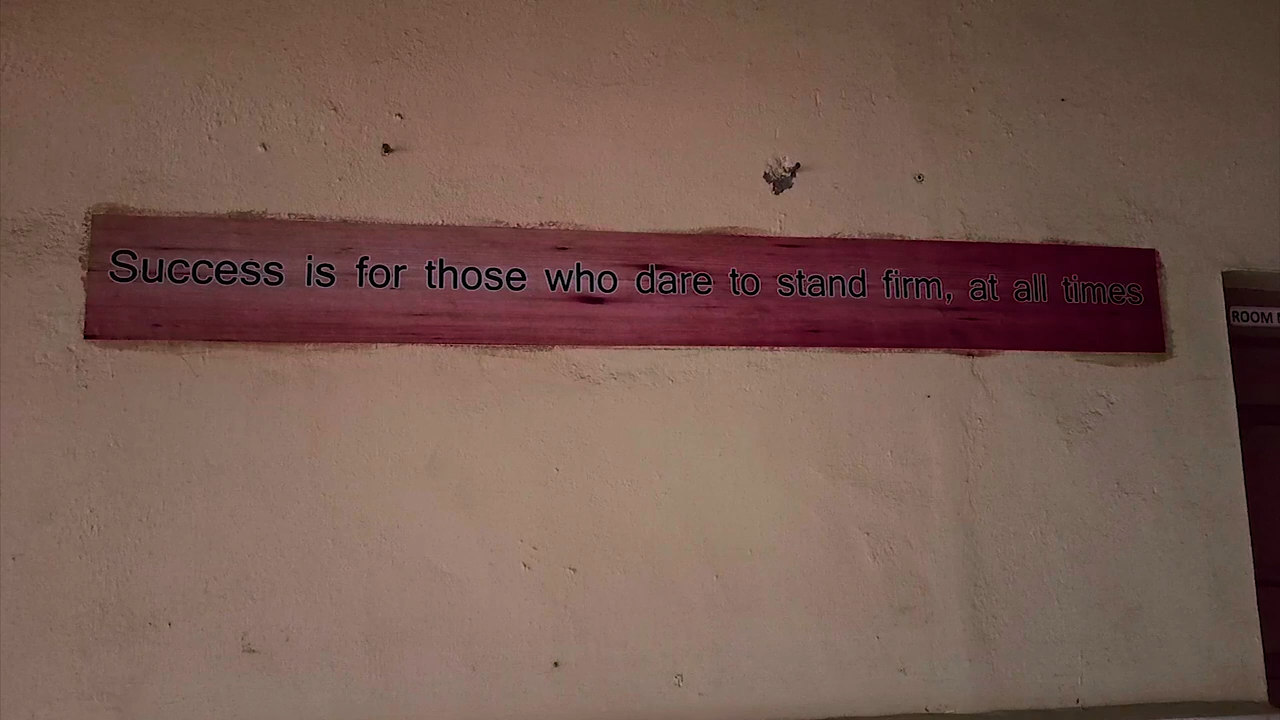 Success is for those who dare to stand firm, at all times
ROOM